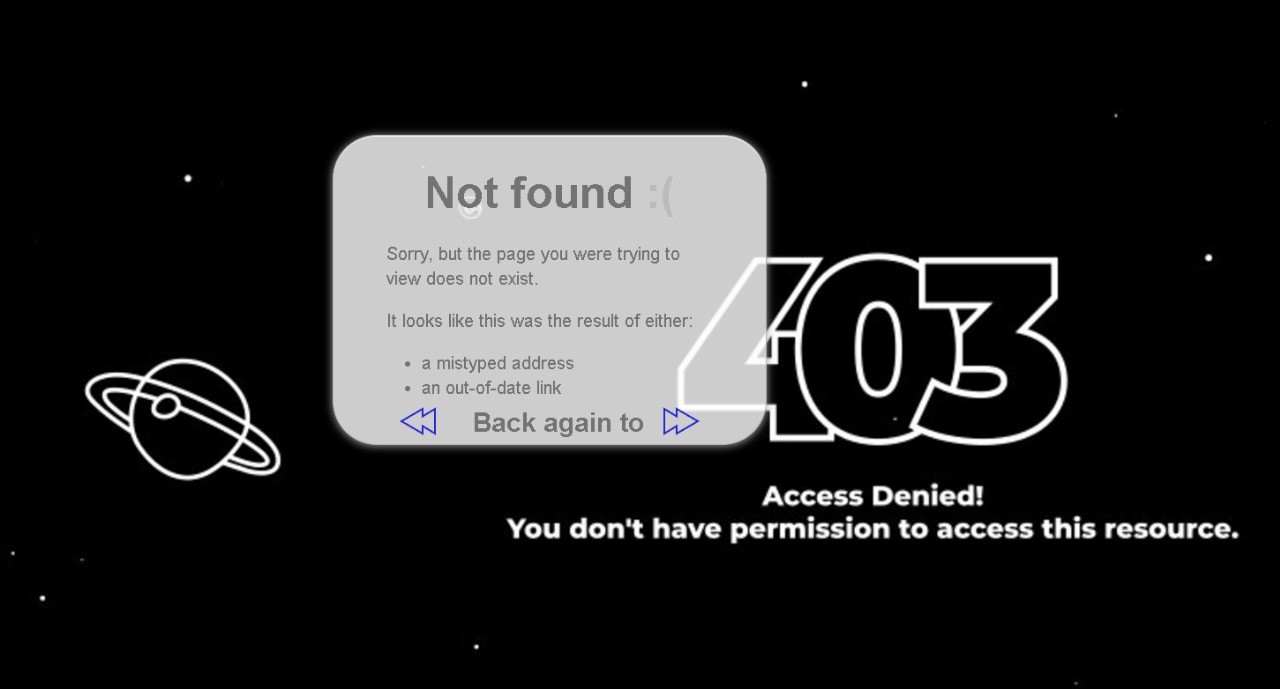 Not found :(
Sorry, but the page you were trying to
view does not exist.
It looks like this was the result of either:
• a mistyped address
• an out-of-date link
Back again to
403
Access Denied!
You don't have permission to access this resource.